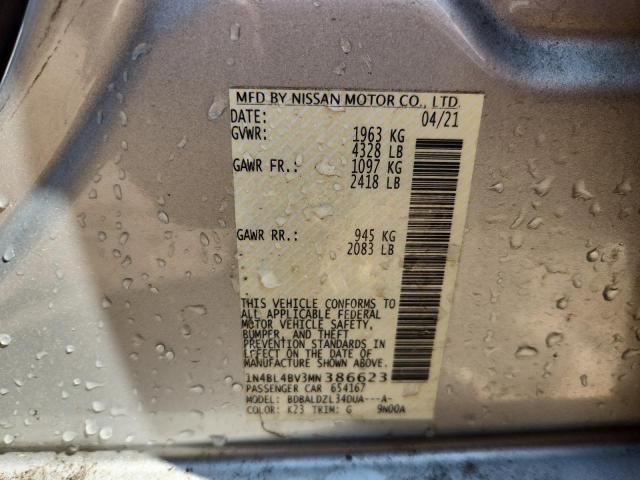 MFD BY NISSAN MOTOR CO., LTD.
DATE: 04/21
GVWR: 1963 KG
4328 LB
GAWR FR.: 1097 KG
2418 LB
GAWR RR.: 945 KG
2083 LB
THIS VEHICLE CONFORMS TO
ALL APPLICABLE FEDERAL
MOTOR VEHICLE SAFETY,
BUMPER, AND THEFT
PREVENTION STANDARDS IN
EFFECT ON THE DATE OF
MANUFACTURE SHOWN ABOVE.
1N4BL4BV3MN386623
PASSENGER CAR 654167
MODEL: BDBALDZL34DUA---A-
COLOR: K23 TRIM: G 9N00A